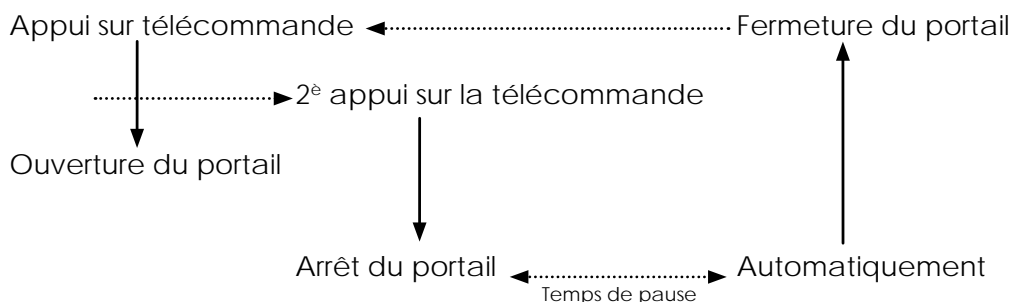 Appui sur télécommande
Fermeture du portail
2è appui sur la télécommande
Ouverture du portail
Arrêt du portail
Automatiquement
Temps de pause